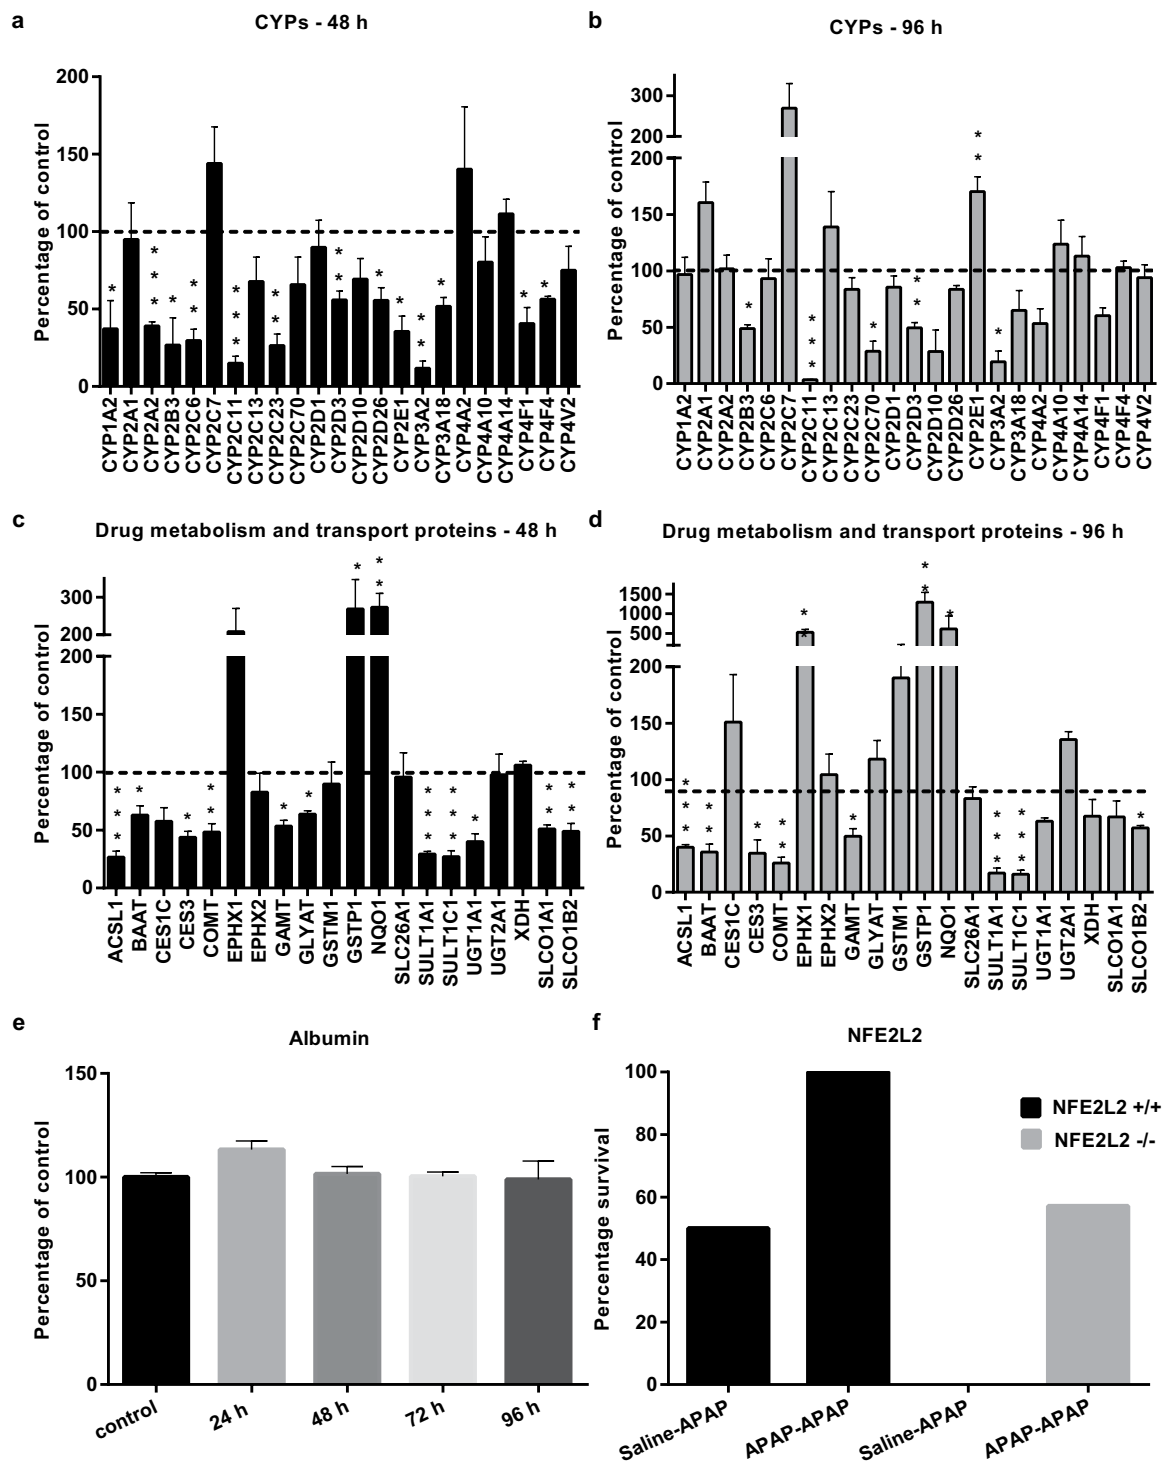 a
CYPs - 48 h
Percentage of control
200
150
100
50
0
* * * * * * * * * * * * * * * * * * * * * *
CYP1A2
CYP2A1
CYP2A2
CYP2B3
CYP2C6
CYP2C7
CYP2C11
CYP2C13
CYP2C23
CYP2C70
CYP2D1
CYP2D3
CYP2D10
CYP2D26
CYP2E1
CYP3A2
CYP3A18
CYP4A2
CYP4A10
CYP4A14
CYP4F1
CYP4F4
CYP4V2
b
CYPs - 96 h
Percentage of control
300
200
200
150
100
50
0
* * * * * * * * * *
CYP1A2
CYP2A1
CYP2A2
CYP2B3
CYP2C6
CYP2C7
CYP2C11
CYP2C13
CYP2C23
CYP2C70
CYP2D1
CYP2D3
CYP2D10
CYP2D26
CYP2E1
CYP3A2
CYP3A18
CYP4A2
CYP4A10
CYP4A14
CYP4F1
CYP4F4
CYP4V2
c
Drug metabolism and transport proteins - 48 h
Percentage of control
300
200
200
150
100
50
0
* * * * * * * * * * * * * * * * * * * * * * *
ACSL1
BAAT
CES1C
CES3
COMT
EPHX1
EPHX2
GAMT
GLYAT
GSTM1
GSTP1
NQO1
SLC26A1
SULT1A1
SULT1C1
UGT1A1
UGT2A1
XDH
SLCO1A1
SLCO1B2
d
Drug metabolism and transport proteins - 96 h
Percentage of control
1500
1000
500
200
150
100
50
0
* * * * * * * * * * * * * * * * * * * * *
ACSL1
BAAT
CES1C
CES3
COMT
EPHX1
EPHX2
GAMT
GLYAT
GSTM1
GSTP1
NQO1
SLC26A1
SULT1A1
SULT1C1
UGT1A1
UGT2A1
XDH
SLCO1A1
SLCO1B2
e
Albumin
Percentage of control
150
100
50
0
control
24 h
48 h
72 h
96 h
f
NFE2L2
Percentage survival
100
80
60
40
20
0
Saline-APAP
APAP-APAP
Saline-APAP
APAP-APAP
NFE2L2 +/+
NFE2L2 -/-